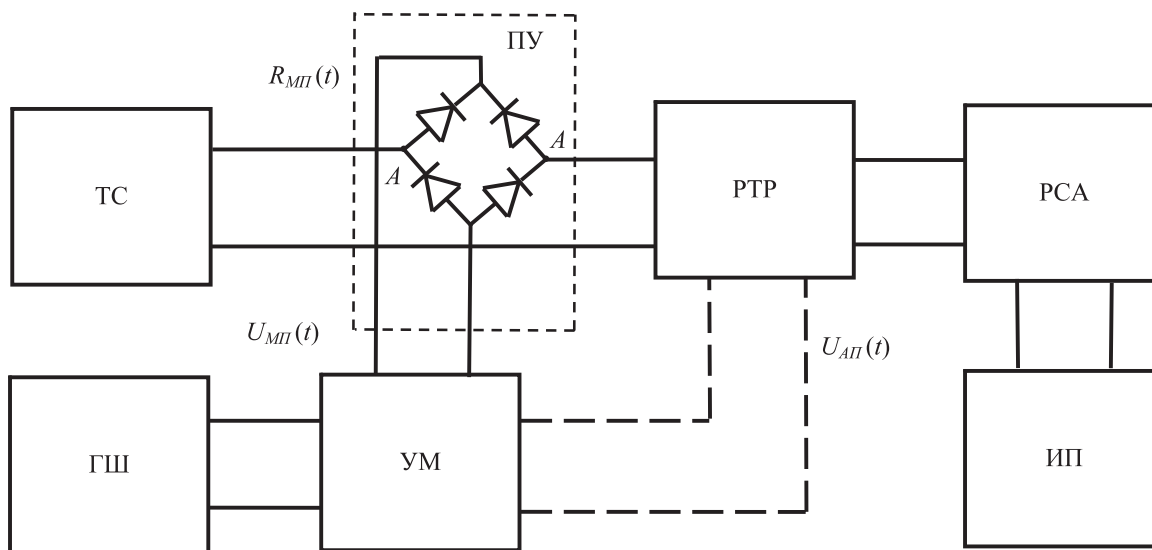 ПУ
R_МП(t)
ТС
A
A
РТР
РСА
U_МП(t)
U_АП(t)
ГШ
УМ
ИП